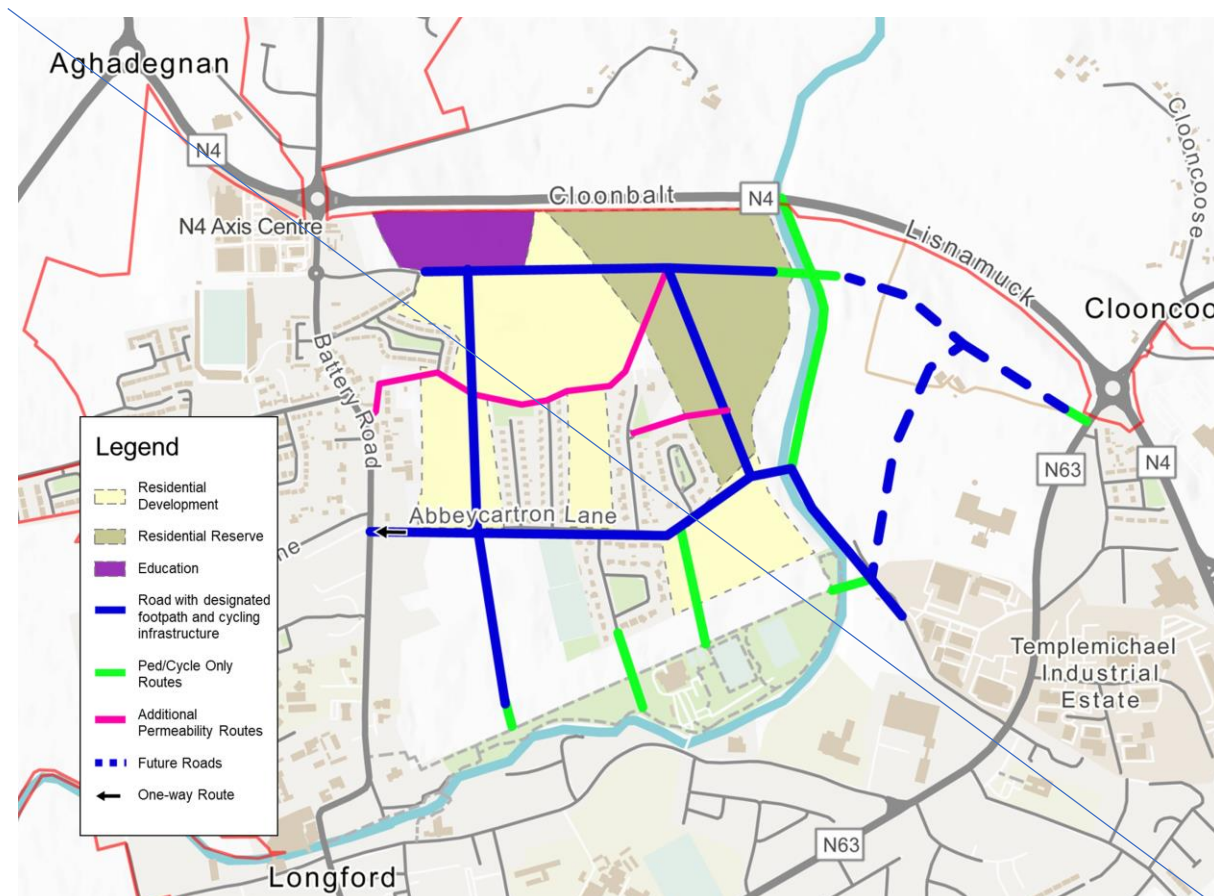 Aghadegnan
N4
Cloonbalt
N4
Clooncoose
N4 Axis Centre
Lisnamuck
Clooncoo
Battery Road
Legend
Residential
Development
Residential Reserve
Education
Road with designated
footpath and cycling
infrastructure
Ped/Cycle Only
Routes
Additional
Permeability Routes
Future Roads
One-way Route
N63
N4
Abbeycartron Lane
ne
Templemichael
Industrial
Estate
N63
Longford